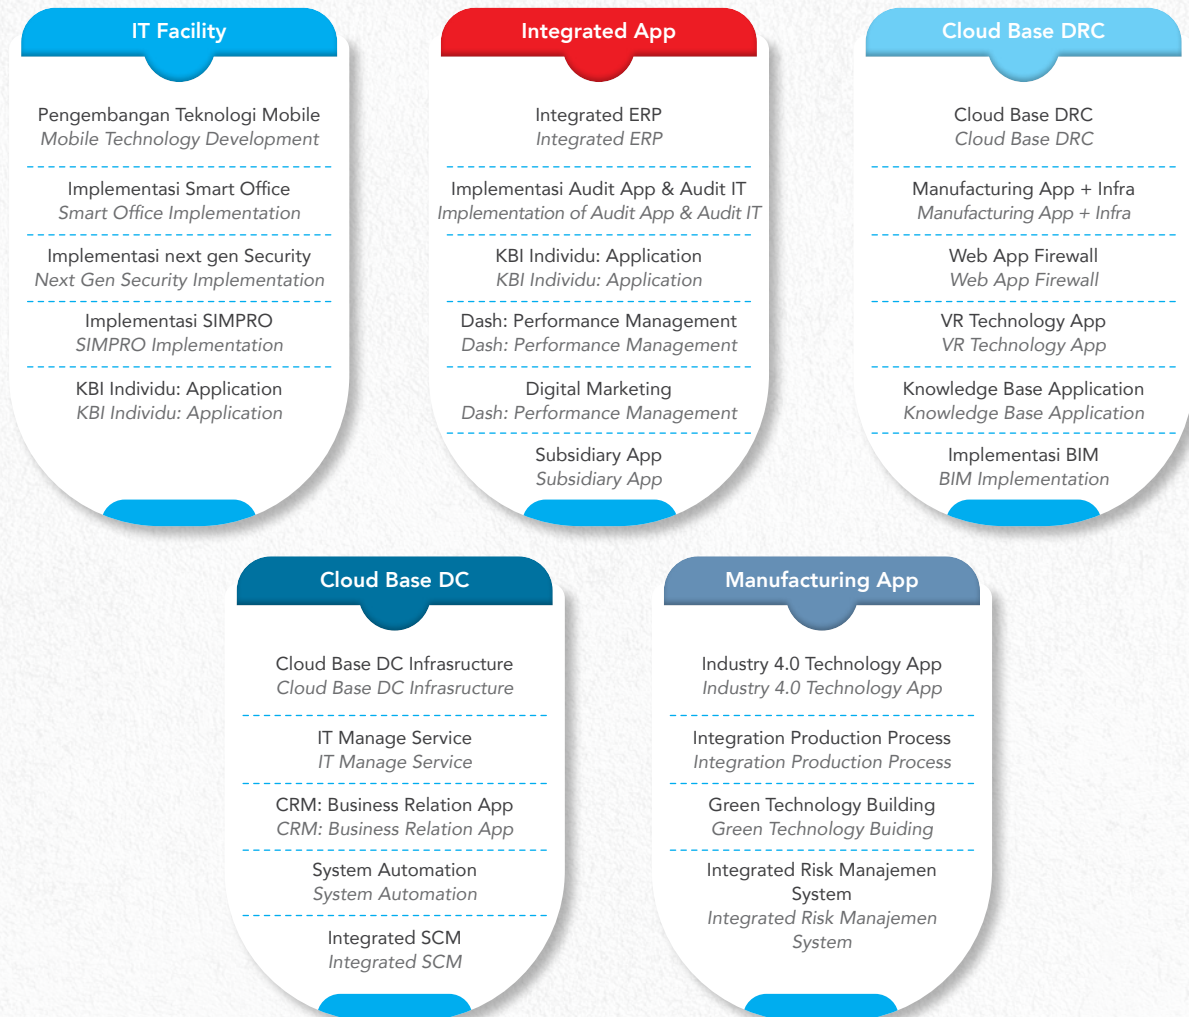 IT Facility
Pengembangan Teknologi Mobile
Mobile Technology Development
Implementasi Smart Office
Smart Office Implementation
Implementasi next gen Security
Next Gen Security Implementation
Implementasi SIMPRO
SIMPRO Implementation
KBI Individu: Application
KBI Individu: Application
Integrated App
Integrated ERP
Integrated ERP
Implementasi Audit App & Audit IT
Implementation of Audit App & Audit IT
KBI Individu: Application
KBI Individu: Application
Dash: Performance Management
Dash: Performance Management
Digital Marketing
Dash: Performance Management
Subsidiary App
Subsidiary App
Cloud Base DRC
Cloud Base DRC
Cloud Base DRC
Manufacturing App + Infra
Manufacturing App + Infra
Web App Firewall
Web App Firewall
VR Technology App
VR Technology App
Knowledge Base Application
Knowledge Base Application
Implementasi BIM
BIM Implementation
Cloud Base DC
Cloud Base DC Infrasructure
Cloud Base DC Infrasructure
IT Manage Service
IT Manage Service
CRM: Business Relation App
CRM: Business Relation App
System Automation
System Automation
Integrated SCM
Integrated SCM
Manufacturing App
Industry 4.0 Technology App
Industry 4.0 Technology App
Integration Production Process
Integration Production Process
Green Technology Building
Green Technology Buiding
Integrated Risk Manajemen
System
Integrated Risk Manajemen
System